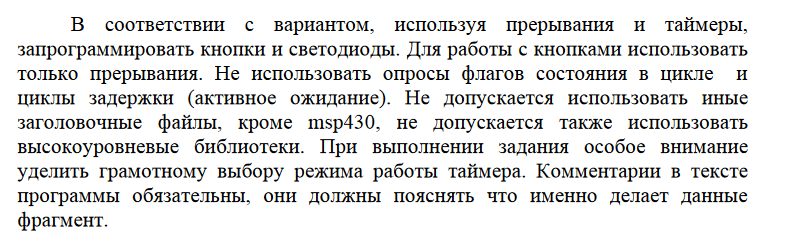 В соответствии с вариантом, используя прерывания и таймеры,
запрограммировать кнопки и светодиоды. Для работы с кнопками использовать
только прерывания. Не использовать опросы флагов состояния в цикле и
циклы задержки (активное ожидание). Не допускается использовать иные
заголовочные файлы, кроме msp430, не допускается также использовать
высокоуровневые библиотеки. При выполнении задания особое внимание
уделить грамотному выбору режима работы таймера. Комментарии в тексте
программы обязательны, они должны пояснять что именно делает данные
фрагмент.